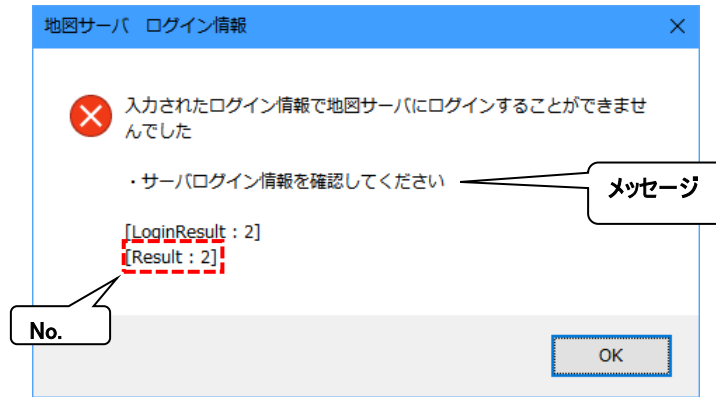 地図サーバ　ログイン情報
入力されたログイン情報で地図サーバにログインすることができませ
んでした
・サーバログイン情報を確認してください
メッセージ
[LoginResult：2]
[Result：2]
No.
OK